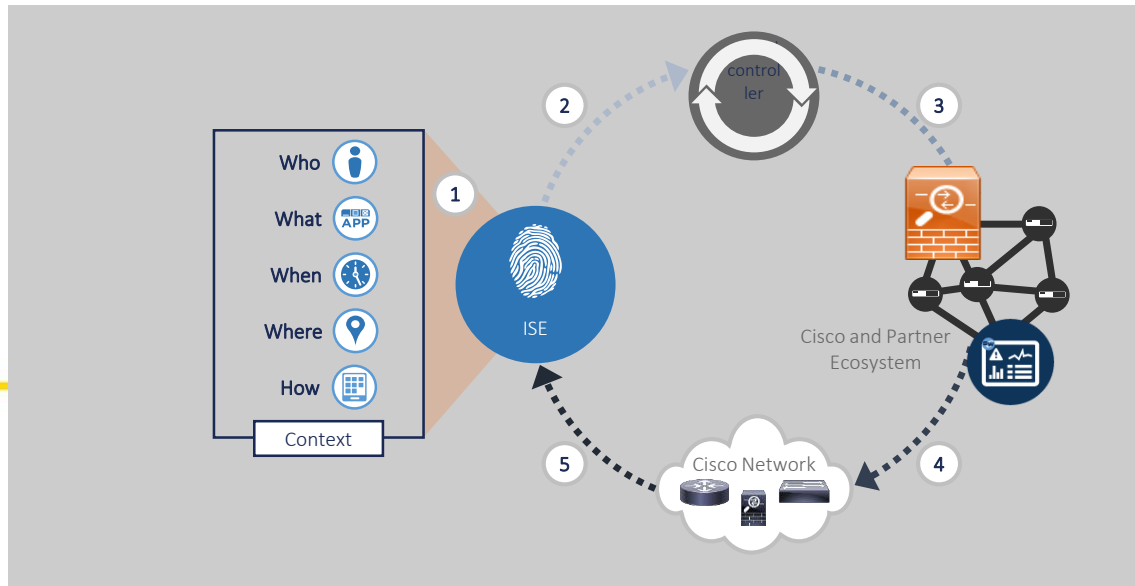 control
ler
2
3
Who
1
What
APP
When
ISE
Where
Cisco and Partner
Ecosystem
How
Context
5
Cisco Network
4